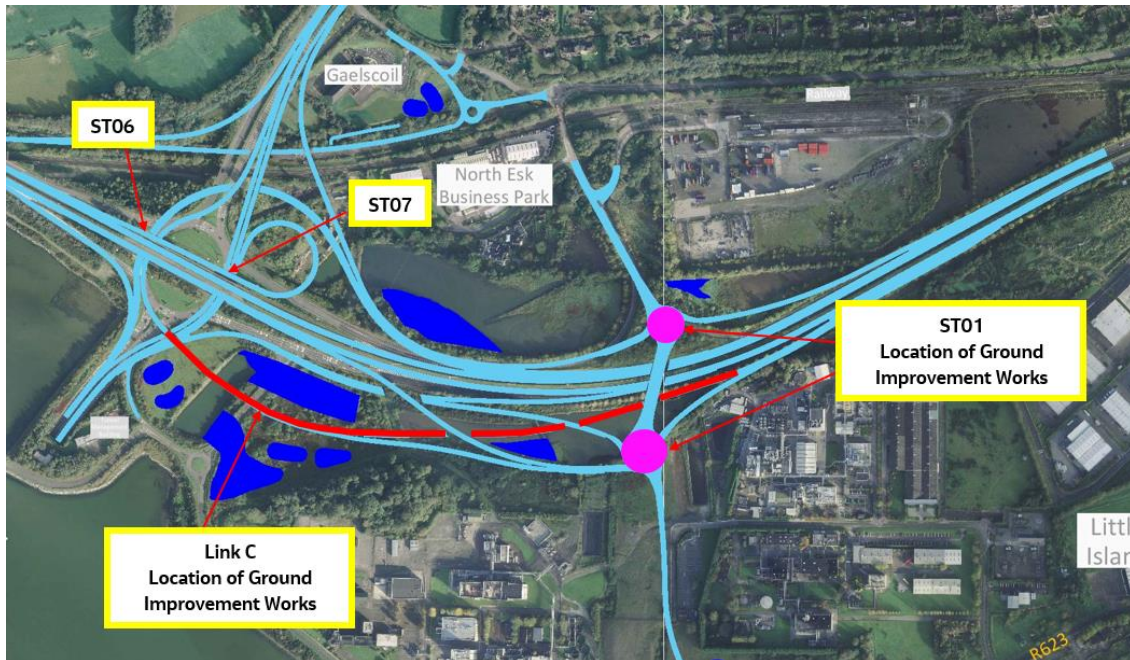 Gaelscoil
Railway
ST06
ST07
North Esk
Business Park
ST01
Location of Ground
Improvement Works
Link C
Location of Ground
Improvement Works
Littl
Islan
R623